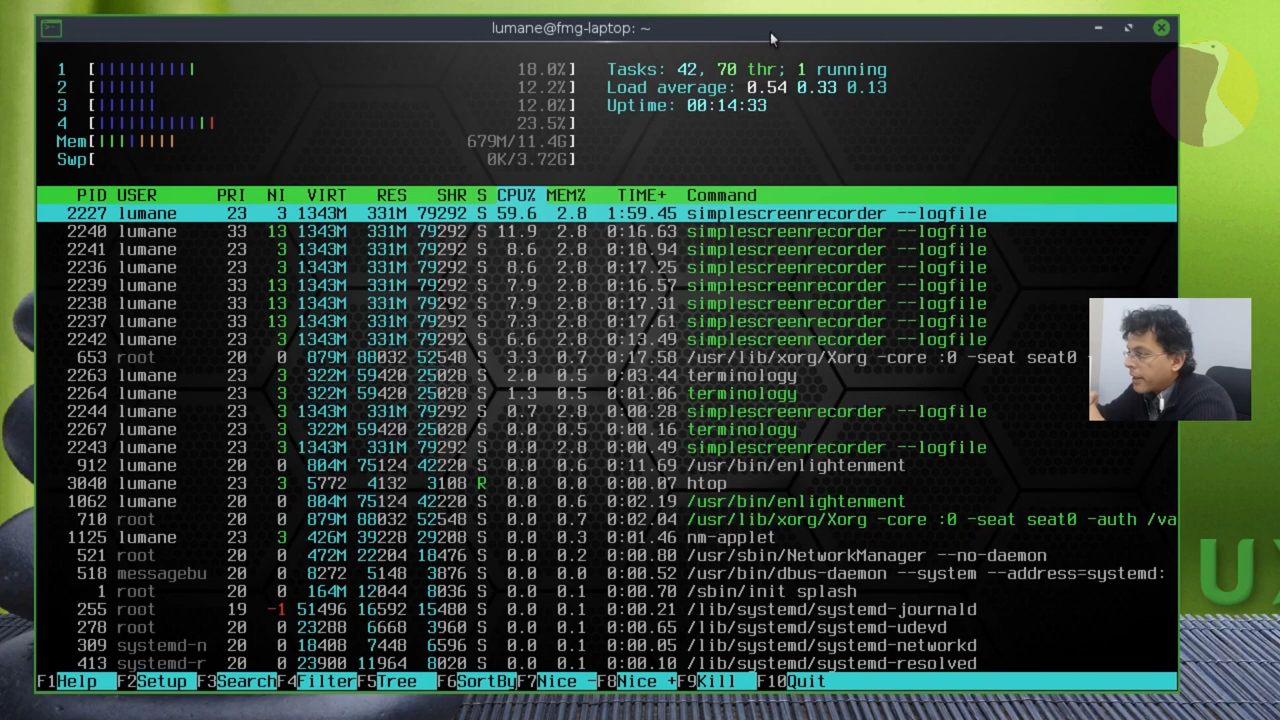 lumane@fmg-laptop: ~
1 [|||||||||| 18.0%] Tasks: 42, 70 thr; 1 running
2 [|||||| 12.2%] Load average: 0.54 0.33 0.13
3 [|||||| 12.0%] Uptime: 00:14:33
4 [||||||||||||| 23.5%]
Mem[||||||||| 679M/11.4G]
Swp[ 0K/3.72G]
PID USER PRI NI VIRT RES SHR S CPU% MEM% TIME+ Command
2227 lumane 23 3 1343M 331M 79292 S 59.6 2.8 1:59.45 simplescreenrecorder --logfile
2240 lumane 33 13 1343M 331M 79292 S 11.9 2.8 0:16.63 simplescreenrecorder --logfile
2241 lumane 23 3 1343M 331M 79292 S 8.6 2.8 0:18.94 simplescreenrecorder --logfile
2236 lumane 23 3 1343M 331M 79292 S 8.6 2.8 0:17.25 simplescreenrecorder --logfile
2239 lumane 33 13 1343M 331M 79292 S 7.9 2.8 0:16.57 simplescreenrecorder --logfile
2238 lumane 33 13 1343M 331M 79292 S 7.9 2.8 0:17.31 simplescreenrecorder --logfile
2237 lumane 33 13 1343M 331M 79292 S 7.3 2.8 0:17.61 simplescreenrecorder --logfile
2242 lumane 23 3 1343M 331M 79292 S 6.6 2.8 0:13.49 simplescreenrecorder --logfile
653 root 20 0 879M 88032 52548 S 3.3 0.7 0:17.58 /usr/lib/xorg/Xorg -core :0 -seat seat0
2263 lumane 23 3 322M 59420 25028 S 2.0 0.5 0:03.44 terminology
2264 lumane 23 3 322M 59420 25028 S 1.3 0.5 0:01.06 terminology
2244 lumane 23 3 1343M 331M 79292 S 0.7 2.8 0:00.28 simplescreenrecorder --logfile
2267 lumane 23 3 322M 59420 25028 S 0.0 0.5 0:00.16 terminology
2243 lumane 23 3 1343M 331M 79292 S 0.0 2.8 0:00.49 simplescreenrecorder --logfile
912 lumane 20 0 804M 75124 42220 S 0.0 0.6 0:11.69 /usr/bin/enlightenment
3040 lumane 23 3 5772 4132 3108 R 0.0 0.0 0:00.07 htop
1062 lumane 20 0 804M 75124 42220 S 0.0 0.6 0:02.19 /usr/bin/enlightenment
710 root 20 0 879M 88032 52548 S 0.0 0.7 0:02.04 /usr/lib/xorg/Xorg -core :0 -seat seat0 -auth /va
1125 lumane 23 3 426M 39228 29208 S 0.0 0.3 0:01.46 nm-applet
521 root 20 0 472M 22204 18476 S 0.0 0.2 0:00.80 /usr/sbin/NetworkManager --no-daemon
518 messagebu 20 0 8272 5148 3876 S 0.0 0.0 0:00.52 /usr/bin/dbus-daemon --system --address=systemd:
1 root 20 0 164M 12044 8036 S 0.0 0.1 0:00.70 /sbin/init splash
255 root 19 -1 51496 16592 15480 S 0.0 0.1 0:00.21 /lib/systemd/systemd-journald
278 root 20 0 23288 6668 3960 S 0.0 0.1 0:00.65 /lib/systemd/systemd-udevd
309 systemd-n 20 0 18408 7448 6596 S 0.0 0.1 0:00.05 /lib/systemd/systemd-networkd
413 systemd-r 20 0 23900 11964 8020 S 0.0 0.1 0:00.10 /lib/systemd/systemd-resolved
F1Help F2Setup F3SearchF4FilterF5Tree F6SortByF7Nice -F8Nice +F9Kill F10Quit